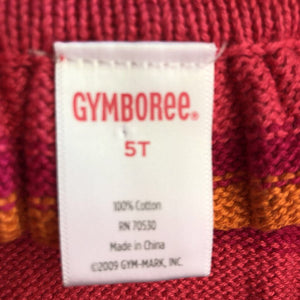 GYMBOREE®
5T
100% Cotton
RN 70530
Made in China
©2009 GYM-MARK, INC.